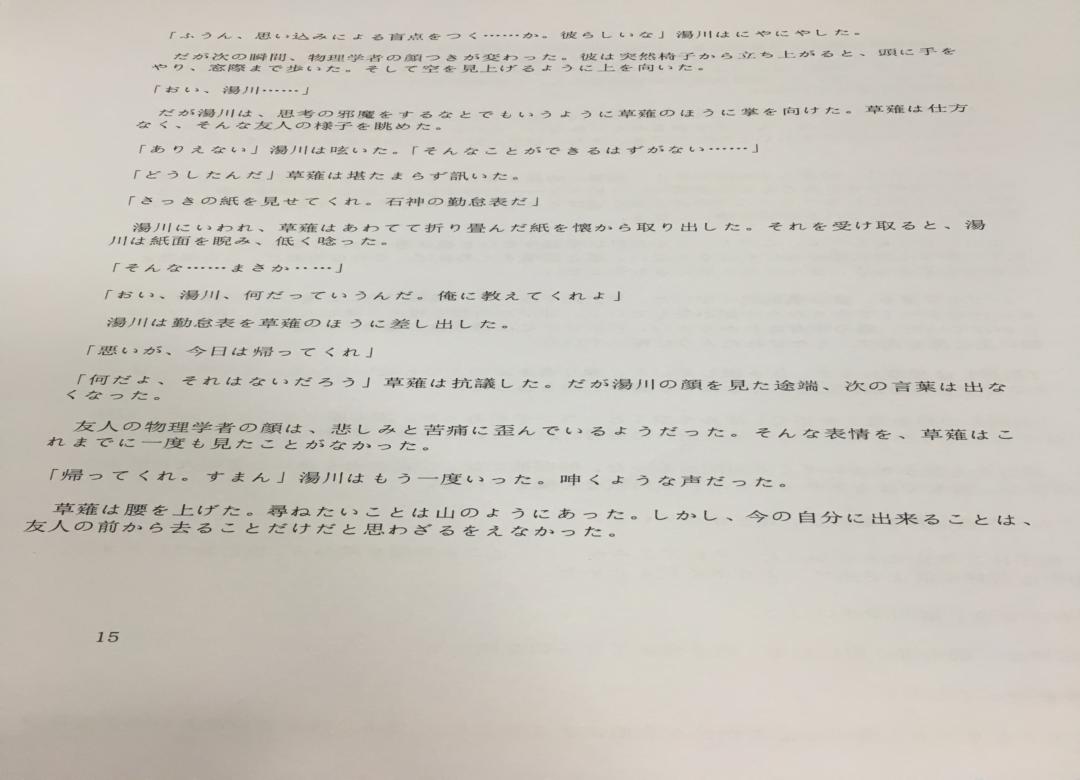 「ふうん、思い込みによる盲点をつく……か。彼らしいな」湯川はにやにやした。
だが次の瞬間、物理学者の顔つきが変わった。彼は突然椅子から立ち上がると、頭に手を
やり、窓際まで歩いた。そして空を見上げるように上を向いた。
「おい、湯川……」
だが湯川は、思考の邪魔をするなとでもいうように草薙のほうに掌を向けた。草薙は仕方
なく、そんな友人の様子を眺めた。
「ありえない」湯川は呟いた。「そんなことができるはずがない……」
「どうしたんだ」草薙は堪たまらず訊いた。
「さっきの紙を見せてくれ。石神の勤怠表だ」
湯川にいわれ、草薙はあわてて折り畳んだ紙を懐から取り出した。それを受け取ると、湯
川は紙面を睨み、低く唸った。
「そんな……まさか……」
「おい、湯川、何だっていうんだ。俺に教えてくれよ」
湯川は勤怠表を草薙のほうに差し出した。
「悪いが、今日は帰ってくれ」
「何だよ、それはないだろう」草薙は抗議した。だが湯川の顔を見た途端、次の言葉は出な
くなった。
友人の物理学者の顔は、悲しみと苦痛に歪んでいるようだった。そんな表情を、草薙はこ
れまでに一度も見たことがなかった。
「帰ってくれ。すまん」湯川はもう一度いった。呻くような声だった。
草薙は腰を上げた。尋ねたいことは山のようにあった。しかし、今の自分に出来ることは、
友人の前から去ることだけだと思わざるをえなかった。
15